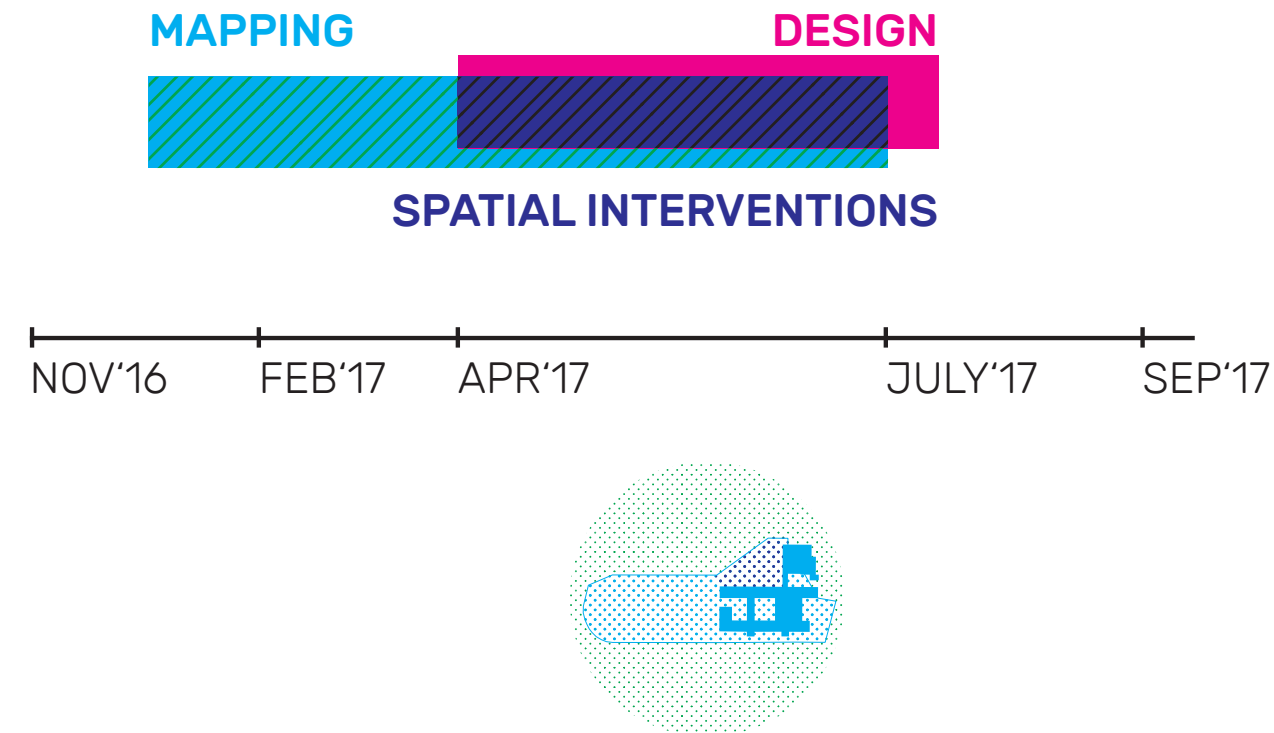 MAPPING
DESIGN
SPATIAL INTERVENTIONS
NOV‘16
FEB‘17
APR‘17
JULY‘17
SEP‘17